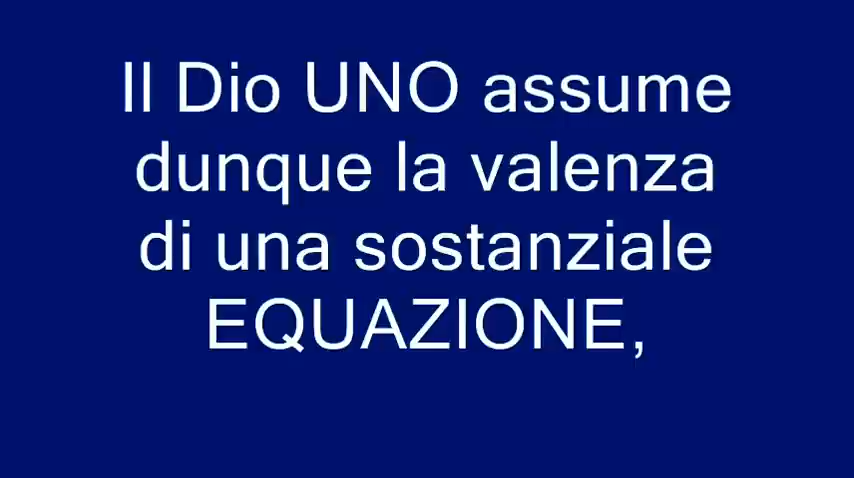 Il Dio UNO assume
dunque la valenza
di una sostanziale
EQUAZIONE,